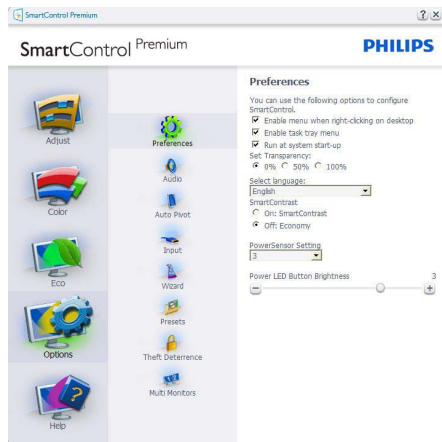 SmartControl Premium
? x
SmartControl Premium
PHILIPS
Adjust
Color
Eco
Options
Help
Preferences
Audio
Auto Pivot
Input
Wizard
Presets
Theft Deterrence
Multi Monitors
Preferences
You can use the following options to configure
SmartControl.
Enable menu when right-clicking on desktop
Enable task tray menu
Run at system start-up
Set Transparency:
0% 50% 100%
Select language:
English
SmartContrast
On: SmartContrast
Off: Economy
PowerSensor Setting
3
Power LED Button Brightness 3
- +